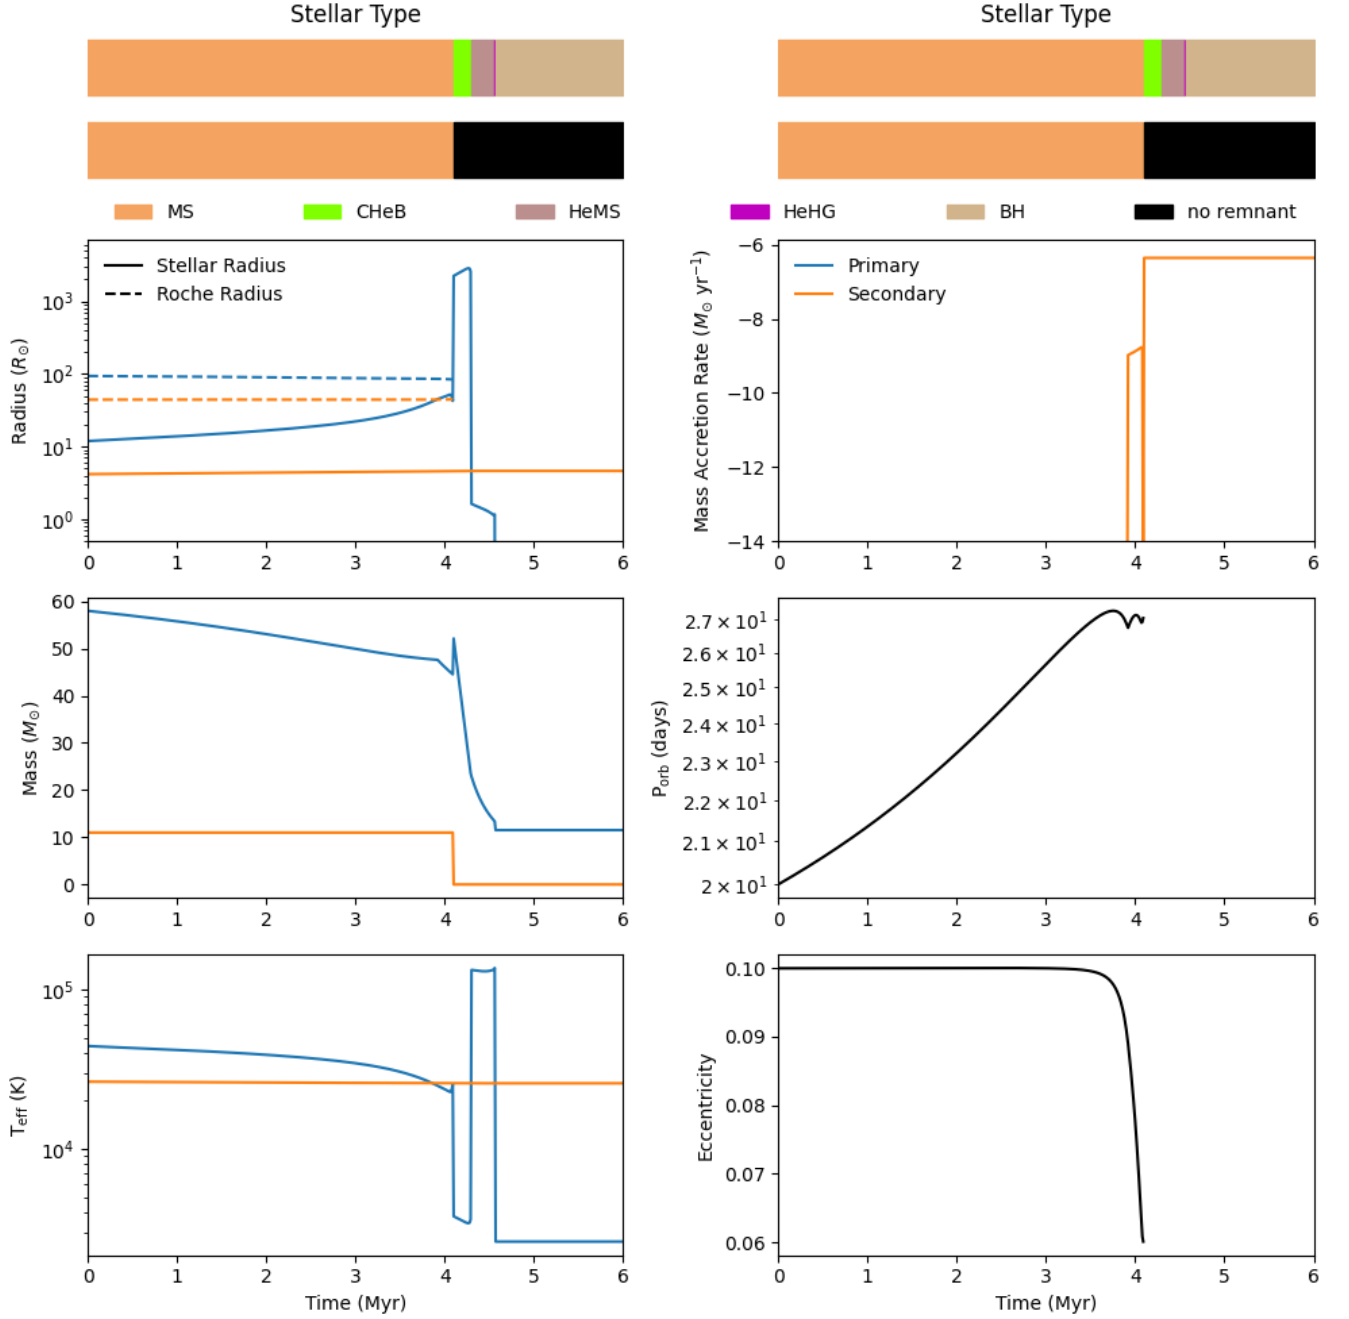 Stellar Type
Stellar Type
MS
CHeB
HeMS
HeHG
BH
no remnant
Stellar Radius
Roche Radius
10³
10²
10¹
10⁰
Radius (R⊙)
0 1 2 3 4 5 6
Primary
Secondary
−6
−8
−10
−12
−14
Mass Accretion Rate (M⊙ yr⁻¹)
0 1 2 3 4 5 6
60
50
40
30
20
10
0
Mass (M⊙)
0 1 2 3 4 5 6
2.7 × 10¹
2.6 × 10¹
2.5 × 10¹
2.4 × 10¹
2.3 × 10¹
2.2 × 10¹
2.1 × 10¹
2 × 10¹
Porb (days)
0 1 2 3 4 5 6
10⁵
10⁴
Teff (K)
0 1 2 3 4 5 6
Time (Myr)
0.10
0.09
0.08
0.07
0.06
Eccentricity
0 1 2 3 4 5 6
Time (Myr)